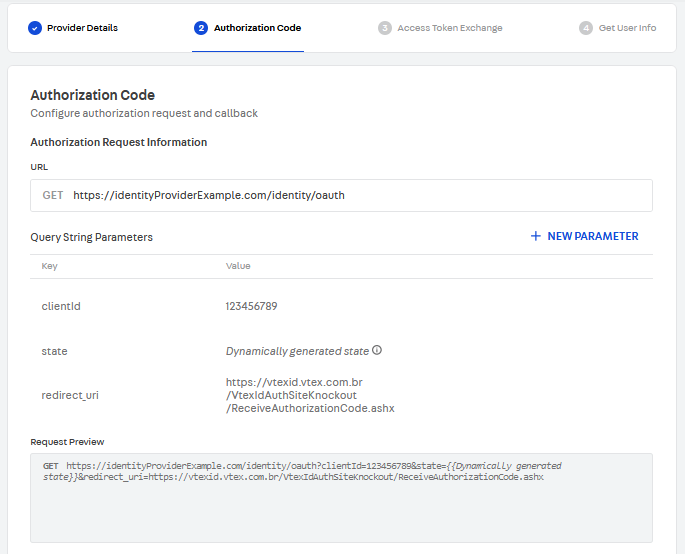 Provider Details
2 Authorization Code
3 Access Token Exchange
4 Get User Info
Authorization Code
Configure authorization request and callback
Authorization Request Information
URL
GET https://identityProviderExample.com/identity/oauth
Query String Parameters
+ NEW PARAMETER
Key Value
clientId 123456789
state Dynamically generated state
redirect_uri https://vtexid.vtex.com.br
/VtexIdAuthSiteKnockout
/ReceiveAuthorizationCode.ashx
Request Preview
GET https://identityProviderExample.com/identity/oauth?clientId=123456789&state={{Dynamically generated
state}}&redirect_uri=https://vtexid.vtex.com.br/VtexIdAuthSiteKnockout/ReceiveAuthorizationCode.ashx